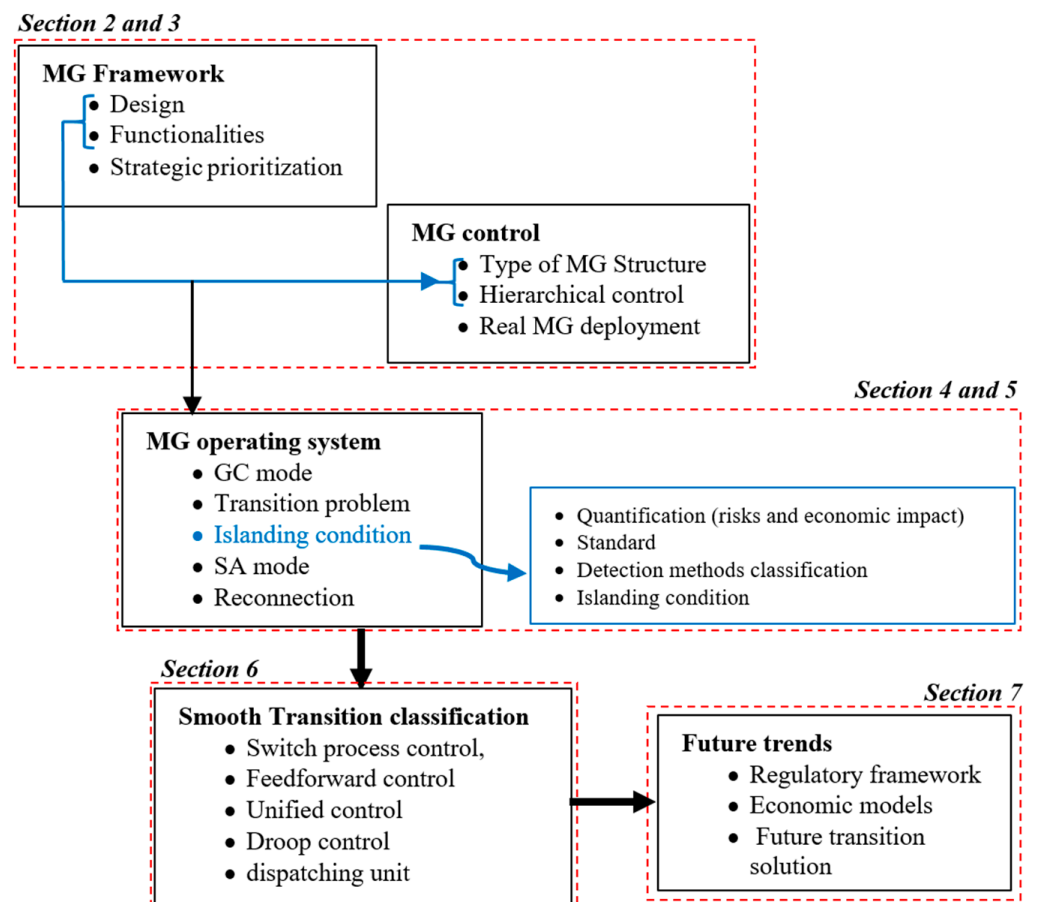 Section 2 and 3
MG Framework
• Design
• Functionalities
• Strategic prioritization
MG control
• Type of MG Structure
• Hierarchical control
• Real MG deployment
Section 4 and 5
MG operating system
• GC mode
• Transition problem
• Islanding condition
• SA mode
• Reconnection
• Quantification (risks and economic impact)
• Standard
• Detection methods classification
• Islanding condition
Section 6
Smooth Transition classification
• Switch process control,
• Feedforward control
• Unified control
• Droop control
• dispatching unit
Section 7
Future trends
• Regulatory framework
• Economic models
• Future transition
solution